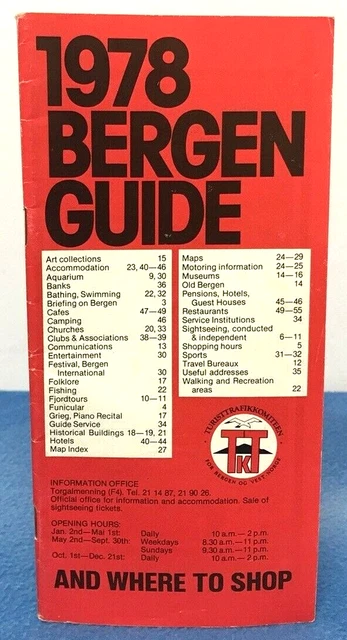 1978
BERGEN
GUIDE
Art collections 15
Accommodation 23, 40—46
Aquarium 9, 30
Banks 36
Bathing, Swimming 22, 32
Briefing on Bergen 3
Cafes 47—49
Camping 46
Churches 20, 33
Clubs & Associations 38—39
Communications 13
Entertainment 30
Festival, Bergen
International 30
Folklore 17
Fishing 22
Fjordtours 10—11
Funicular 4
Grieg, Piano Recital 17
Guide Service 34
Historical Buildings 18—19, 21
Hotels 40—44
Map Index 27
Maps 24—29
Motoring information 24—25
Museums 14—16
Old Bergen 14
Pensions, Hotels,
Guest Houses 45—46
Restaurants 49—55
Service Institutions 34
Sightseeing, conducted
& independent 6—11
Shopping hours 5
Sports 31—32
Travel Bureaux 12
Useful addresses 35
Walking and Recreation
areas 22
TURISTTRAFIKKOMITEEN
TTK
FOR BERGEN OG VEST-NORGE
INFORMATION OFFICE
Torgalmenning (F4). Tel. 21 14 87, 21 90 26.
Official office for information and accommodation. Sale of
sightseeing tickets.
OPENING HOURS:
Jan. 2nd—Mai 1st: Daily 10 a.m.— 2 p.m.
May 2nd—Sept. 30th: Weekdays 8.30 a.m.—11 p.m.
Sundays 9.30 a.m.—11 p.m.
Oct. 1st—Dec. 21st: Daily 10 a.m.— 2 p.m.
AND WHERE TO SHOP